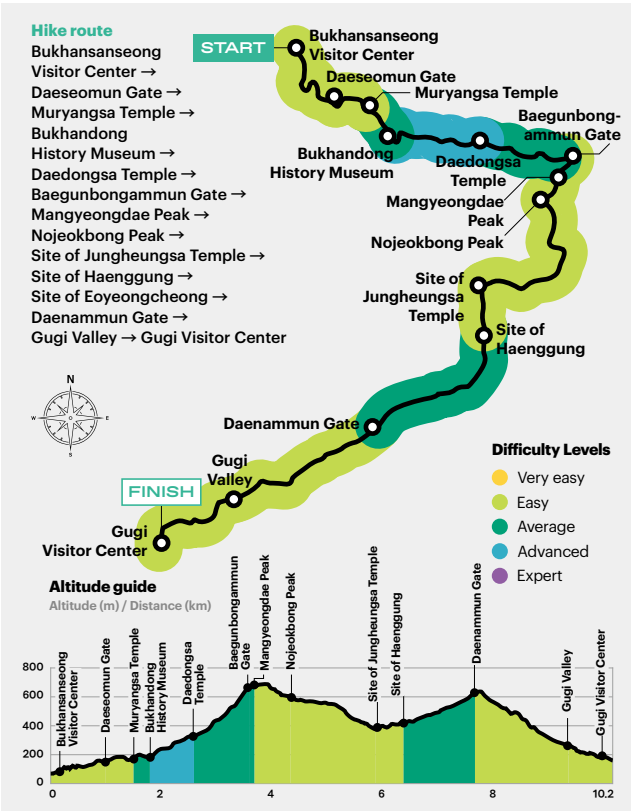 Hike route
Bukhansanseong
Visitor Center →
Daeseomun Gate →
Muryangsa Temple →
Bukhandong
History Museum →
Daedongsa Temple →
Baegunbongammun Gate →
Mangyeongdae Peak →
Nojeokbong Peak →
Site of Jungheungsa Temple →
Site of Haenggung →
Site of Eoyeongcheong →
Daenammun Gate →
Gugi Valley → Gugi Visitor Center
START
Bukhansanseong
Visitor Center
Daeseomun Gate
Muryangsa Temple
Baegunbong-
ammun Gate
Bukhandong
History Museum
Daedongsa
Temple
Mangyeongdae
Peak
Nojeokbong Peak
Site of
Jungheungsa
Temple
Site of
Haenggung
Daenammun Gate
Gugi
Valley
FINISH
Gugi
Visitor Center
N
W
E
S
Difficulty Levels
Very easy
Easy
Average
Advanced
Expert
Altitude guide
Altitude (m) / Distance (km)
800
600
400
200
0
Bukhansanseong
Visitor Center
Daeseomun Gate
Muryangsa Temple
Bukhandong
History Museum
Daedongsa
Temple
Baegunbongammun
Gate
Mangyeongdae Peak
Nojeokbong Peak
Site of Jungheungsa Temple
Site of Haenggung
Daenammun Gate
Gugi Valley
Gugi Visitor Center
0
2
4
6
8
10.2